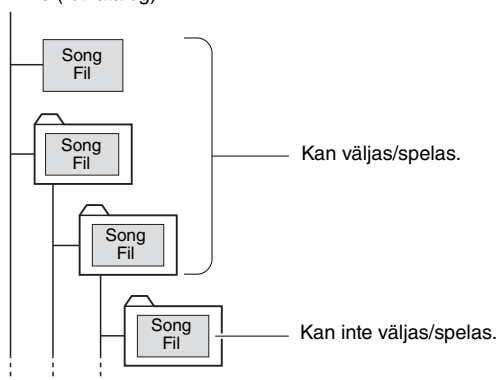 Song
Fil
Song
Fil
Kan väljas/spelas.
Song
Fil
Song
Fil
Kan inte väljas/spelas.